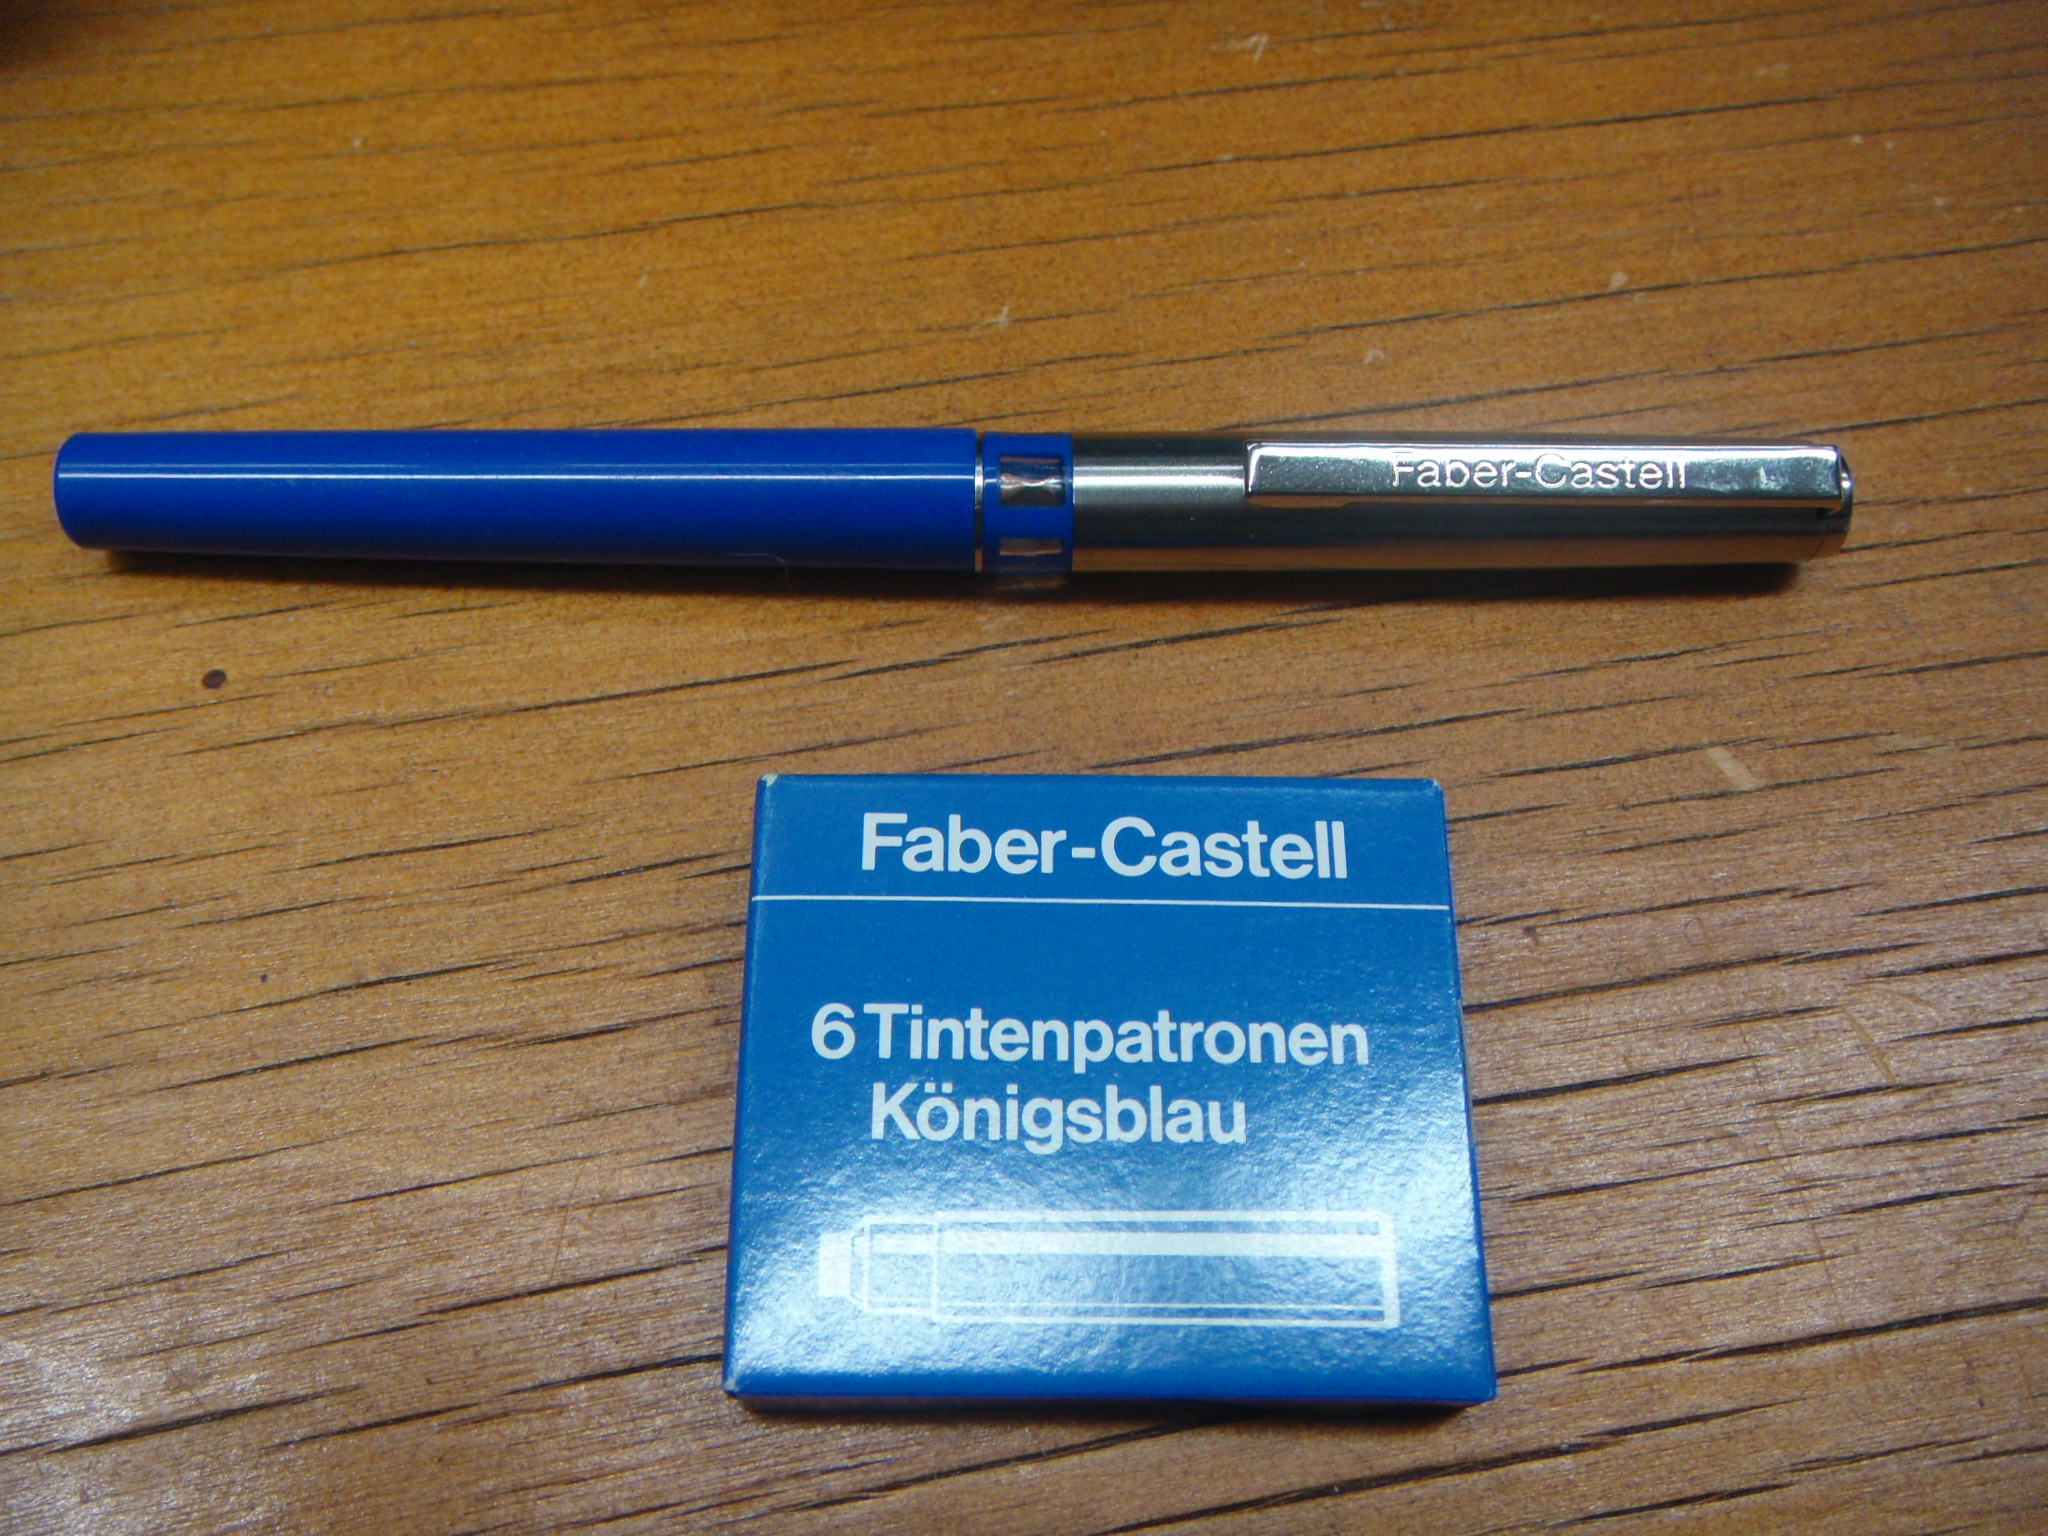 Faber-Castell
Faber-Castell
6 Tintenpatronen
Königsblau